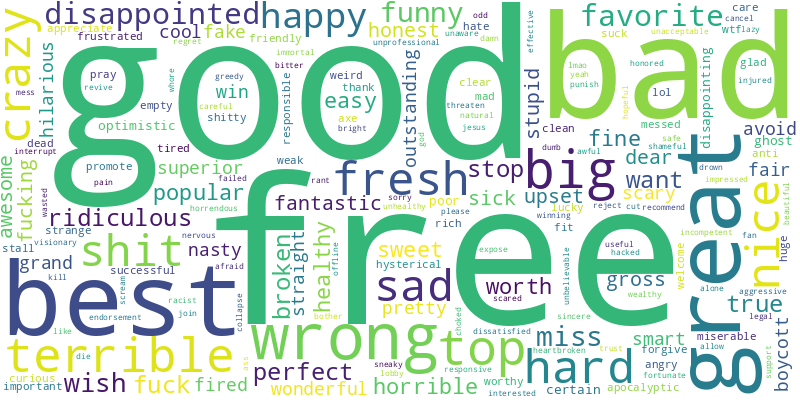 good
free
bad
best
great
big
fresh
wrong
top
sad
hard
shit
terrible
nice
crazy
disappointed
happy
funny
favorite
ridiculous
fantastic
perfect
horrible
wonderful
wish
fuck
fired
miss
smart
true
boycott
fair
avoid
fine
dear
want
scary
upset
sick
stop
easy
win
honest
cool
fake
hilarious
awesome
fucking
popular
superior
optimistic
outstanding
stupid
disappointing
healthy
broken
straight
sweet
pretty
worth
gross
nasty
grand
successful
strange
stall
visionary
tired
promote
pain
pray
revive
empty
shitty
responsible
weird
thank
axe
bright
mad
threaten
natural
jesus
clear
friendly
immortal
bitter
greedy
careful
whore
regret
frustrated
appreciate
mess
interrupt
dead
wasted
weak
failed
rant
horrendous
sorry
unhealthy
poor
please
rich
lucky
winning
fit
awful
dumb
clean
god
damn
unaware
unprofessional
hate
odd
suck
effective
lmao
yeah
punish
honored
hopeful
lol
messed
safe
shameful
unacceptable
wtf
lazy
care
cancel
glad
injured
ghost
anti
drown
impressed
reject
cut
recommend
incompetent
fan
huge
beautiful
alone
aggressive
legal
allow
support
welcome
miserable
useful
hacked
wealthy
expose
unbelievable
sincere
scared
hysterical
dissatisfied
choked
heartbroken
trust
forgive
angry
fortunate
apocalyptic
certain
worthy
interested
responsive
lobby
sneaky
bother
offline
afraid
nervous
collapse
scream
kill
endorsement
racist
join
like
die
curious
important
ass